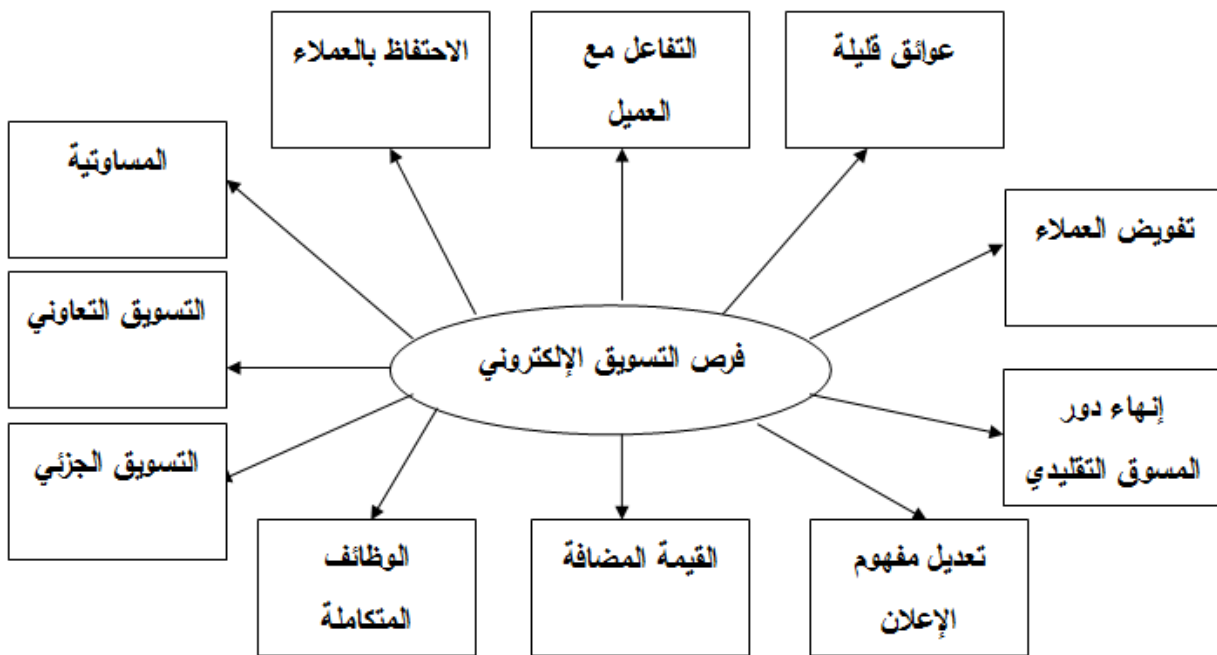 عوائق قليلة
التفاعل مع
العميل
الاحتفاظ بالعملاء
المساوتية
تفويض العملاء
التسويق التعاوني
فرص التسويق الإلكتروني
إنهاء دور
المسوق التقليدي
التسويق الجزئي
تعديل مفهوم
الإعلان
القيمة المضافة
الوظائف
المتكاملة